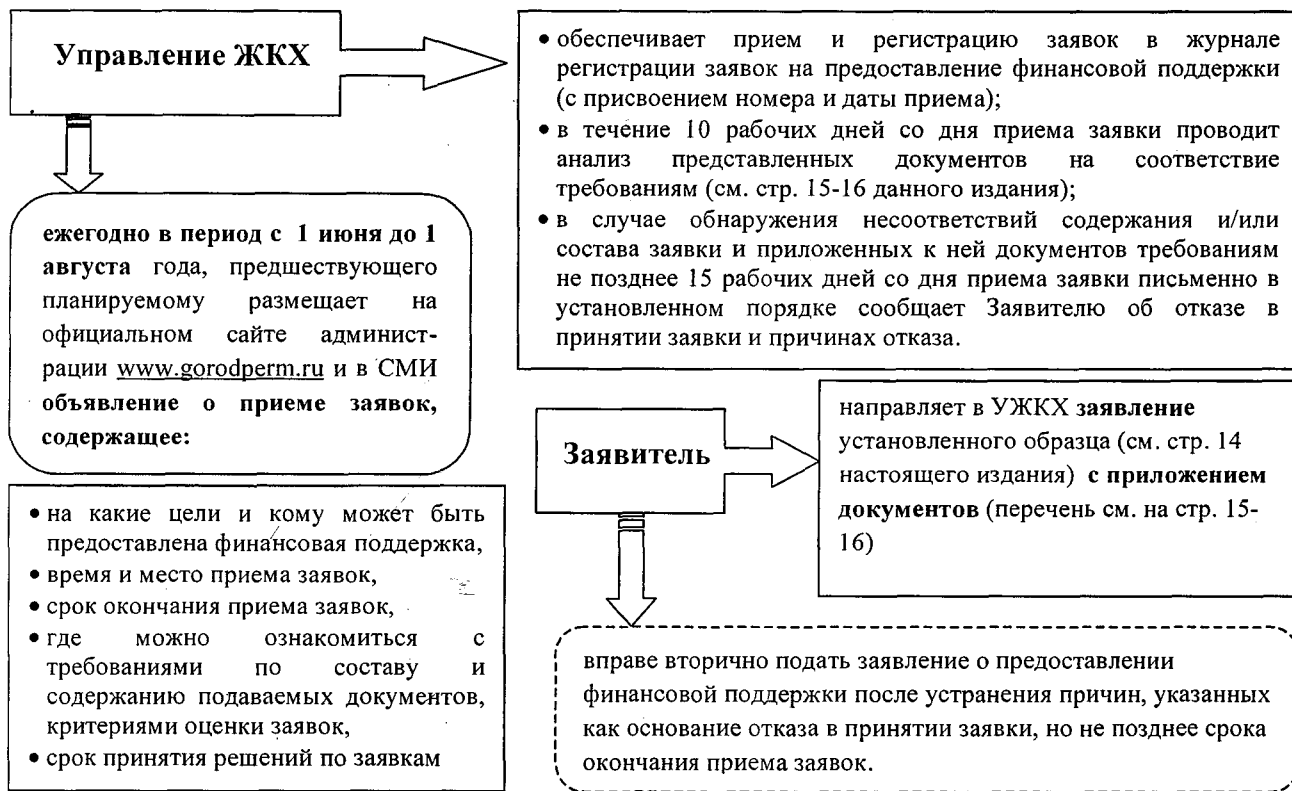 Управление ЖКХ
• обеспечивает прием и регистрацию заявок в журнале
регистрации заявок на предоставление финансовой поддержки
(с присвоением номера и даты приема);
• в течение 10 рабочих дней со дня приема заявки проводит
анализ представленных документов на соответствие
требованиям (см. стр. 15-16 данного издания);
• в случае обнаружения несоответствий содержания и/или
состава заявки и приложенных к ней документов требованиям
не позднее 15 рабочих дней со дня приема заявки письменно в
установленном порядке сообщает Заявителю об отказе в
принятии заявки и причинах отказа.
ежегодно в период с 1 июня до 1
августа года, предшествующего
планируемому размещает на
официальном сайте админист-
рации www.gorodperm.ru и в СМИ
объявление о приеме заявок,
содержащее:
• на какие цели и кому может быть
предоставлена финансовая поддержка,
• время и место приема заявок,
• срок окончания приема заявок,
• где можно ознакомиться с
требованиями по составу и
содержанию подаваемых документов,
критериями оценки заявок,
• срок принятия решений по заявкам
Заявитель
направляет в УЖКХ заявление
установленного образца (см. стр. 14
настоящего издания) с приложением
документов (перечень см. на стр. 15-
16)
вправе вторично подать заявление о предоставлении
финансовой поддержки после устранения причин, указанных
как основание отказа в принятии заявки, но не позднее срока
окончания приема заявок.